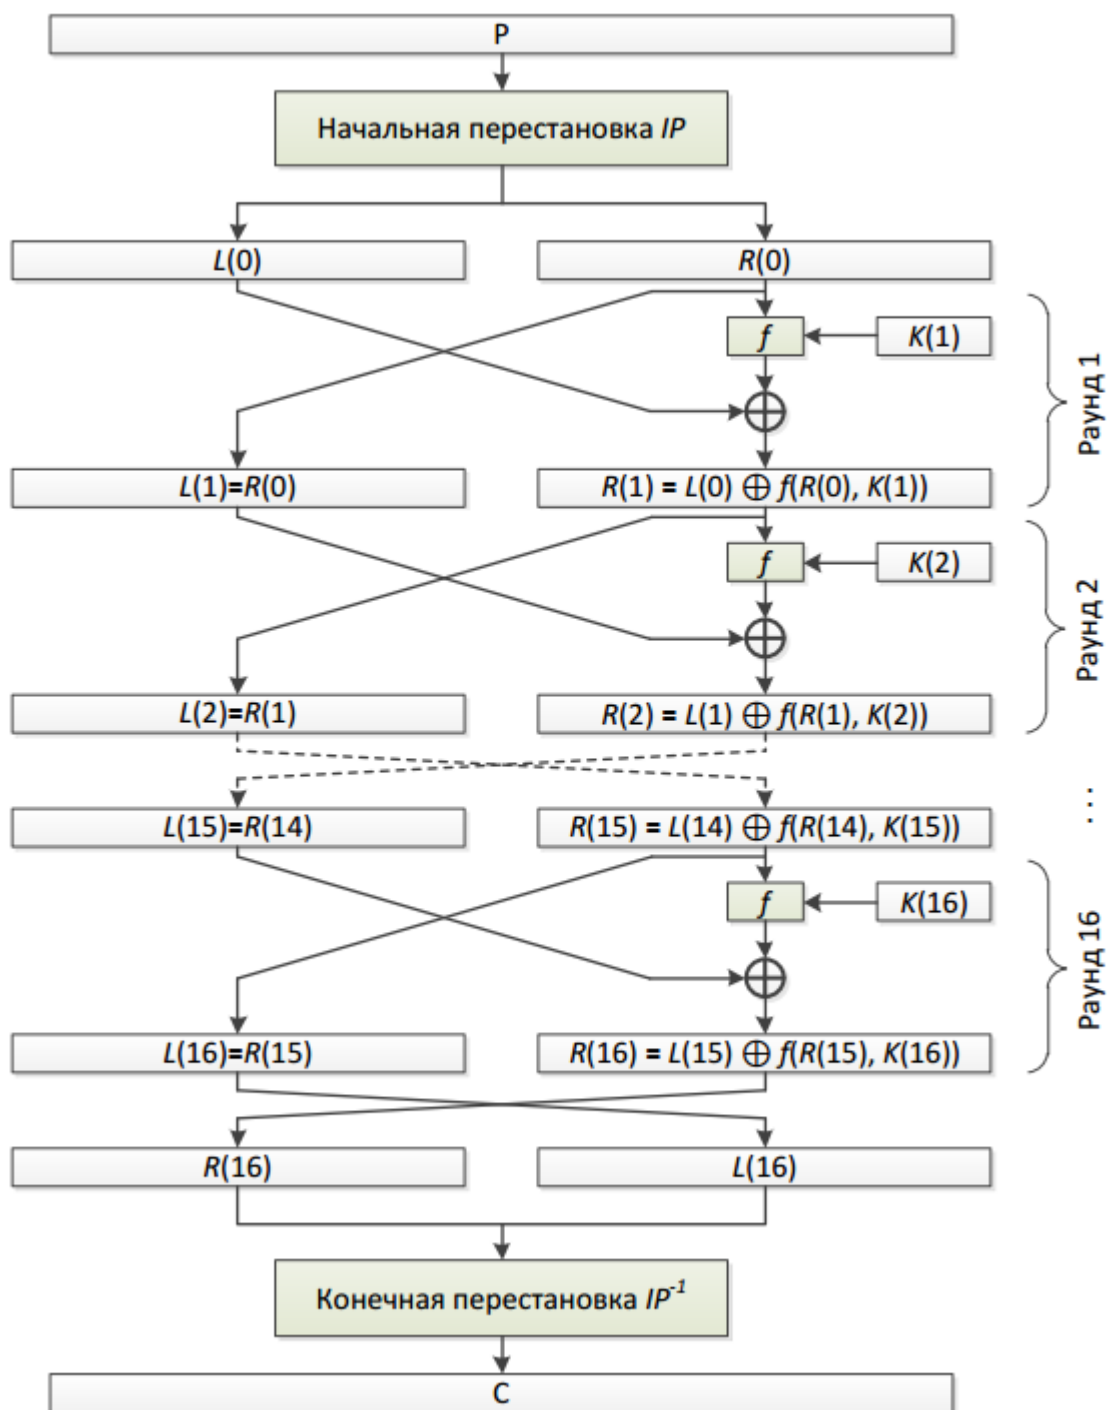 P
Начальная перестановка IP
L(0)
R(0)
f
K(1)
Раунд 1
L(1)=R(0)
R(1) = L(0) ⊕ f(R(0), K(1))
f
K(2)
Раунд 2
L(2)=R(1)
R(2) = L(1) ⊕ f(R(1), K(2))
...
L(15)=R(14)
R(15) = L(14) ⊕ f(R(14), K(15))
f
K(16)
Раунд 16
L(16)=R(15)
R(16) = L(15) ⊕ f(R(15), K(16))
R(16)
L(16)
Конечная перестановка IP⁻¹
C